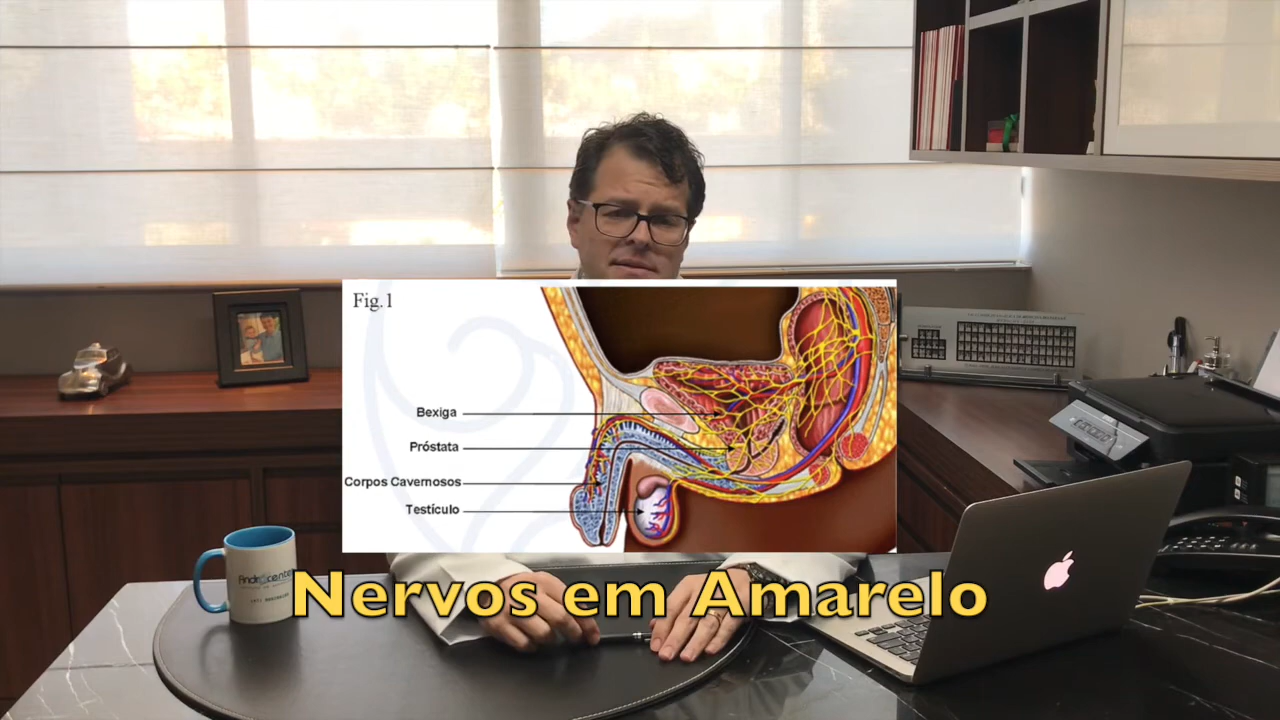 Fig.1
Bexiga
Próstata
Corpos Cavernosos
Testículo
Nervos em Amarelo